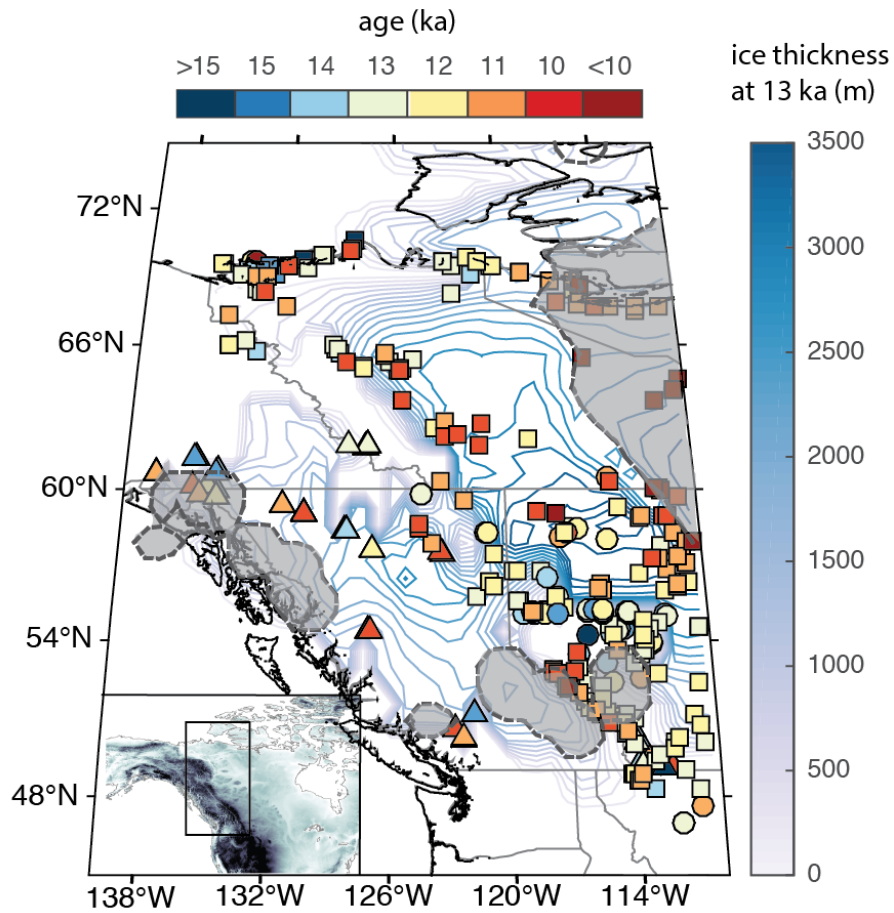 age (ka)
>15 15 14 13 12 11 10 <10
ice thickness
at 13 ka (m)
3500
3000
2500
2000
1500
1000
500
0
72°N
66°N
60°N
54°N
48°N
138°W 132°W 126°W 120°W 114°W